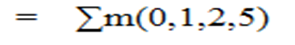 = ∑m(0,1,2,5)